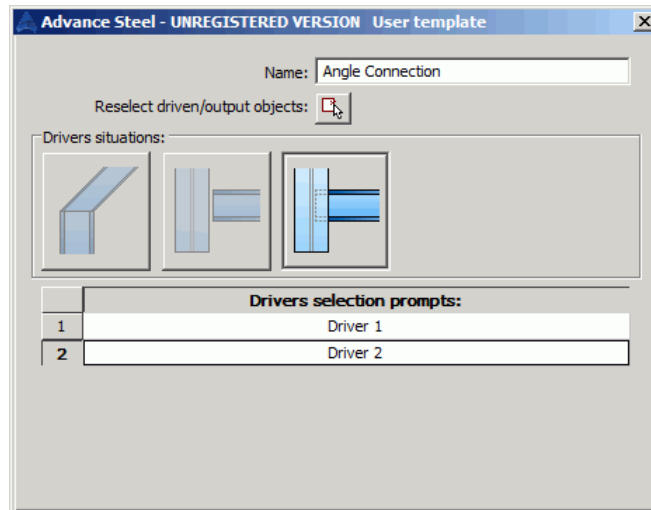 Advance Steel - UNREGISTERED VERSION User template
Name: Angle Connection
Reselect driven/output objects:
Drivers situations:
Drivers selection prompts:
1 Driver 1
2 Driver 2